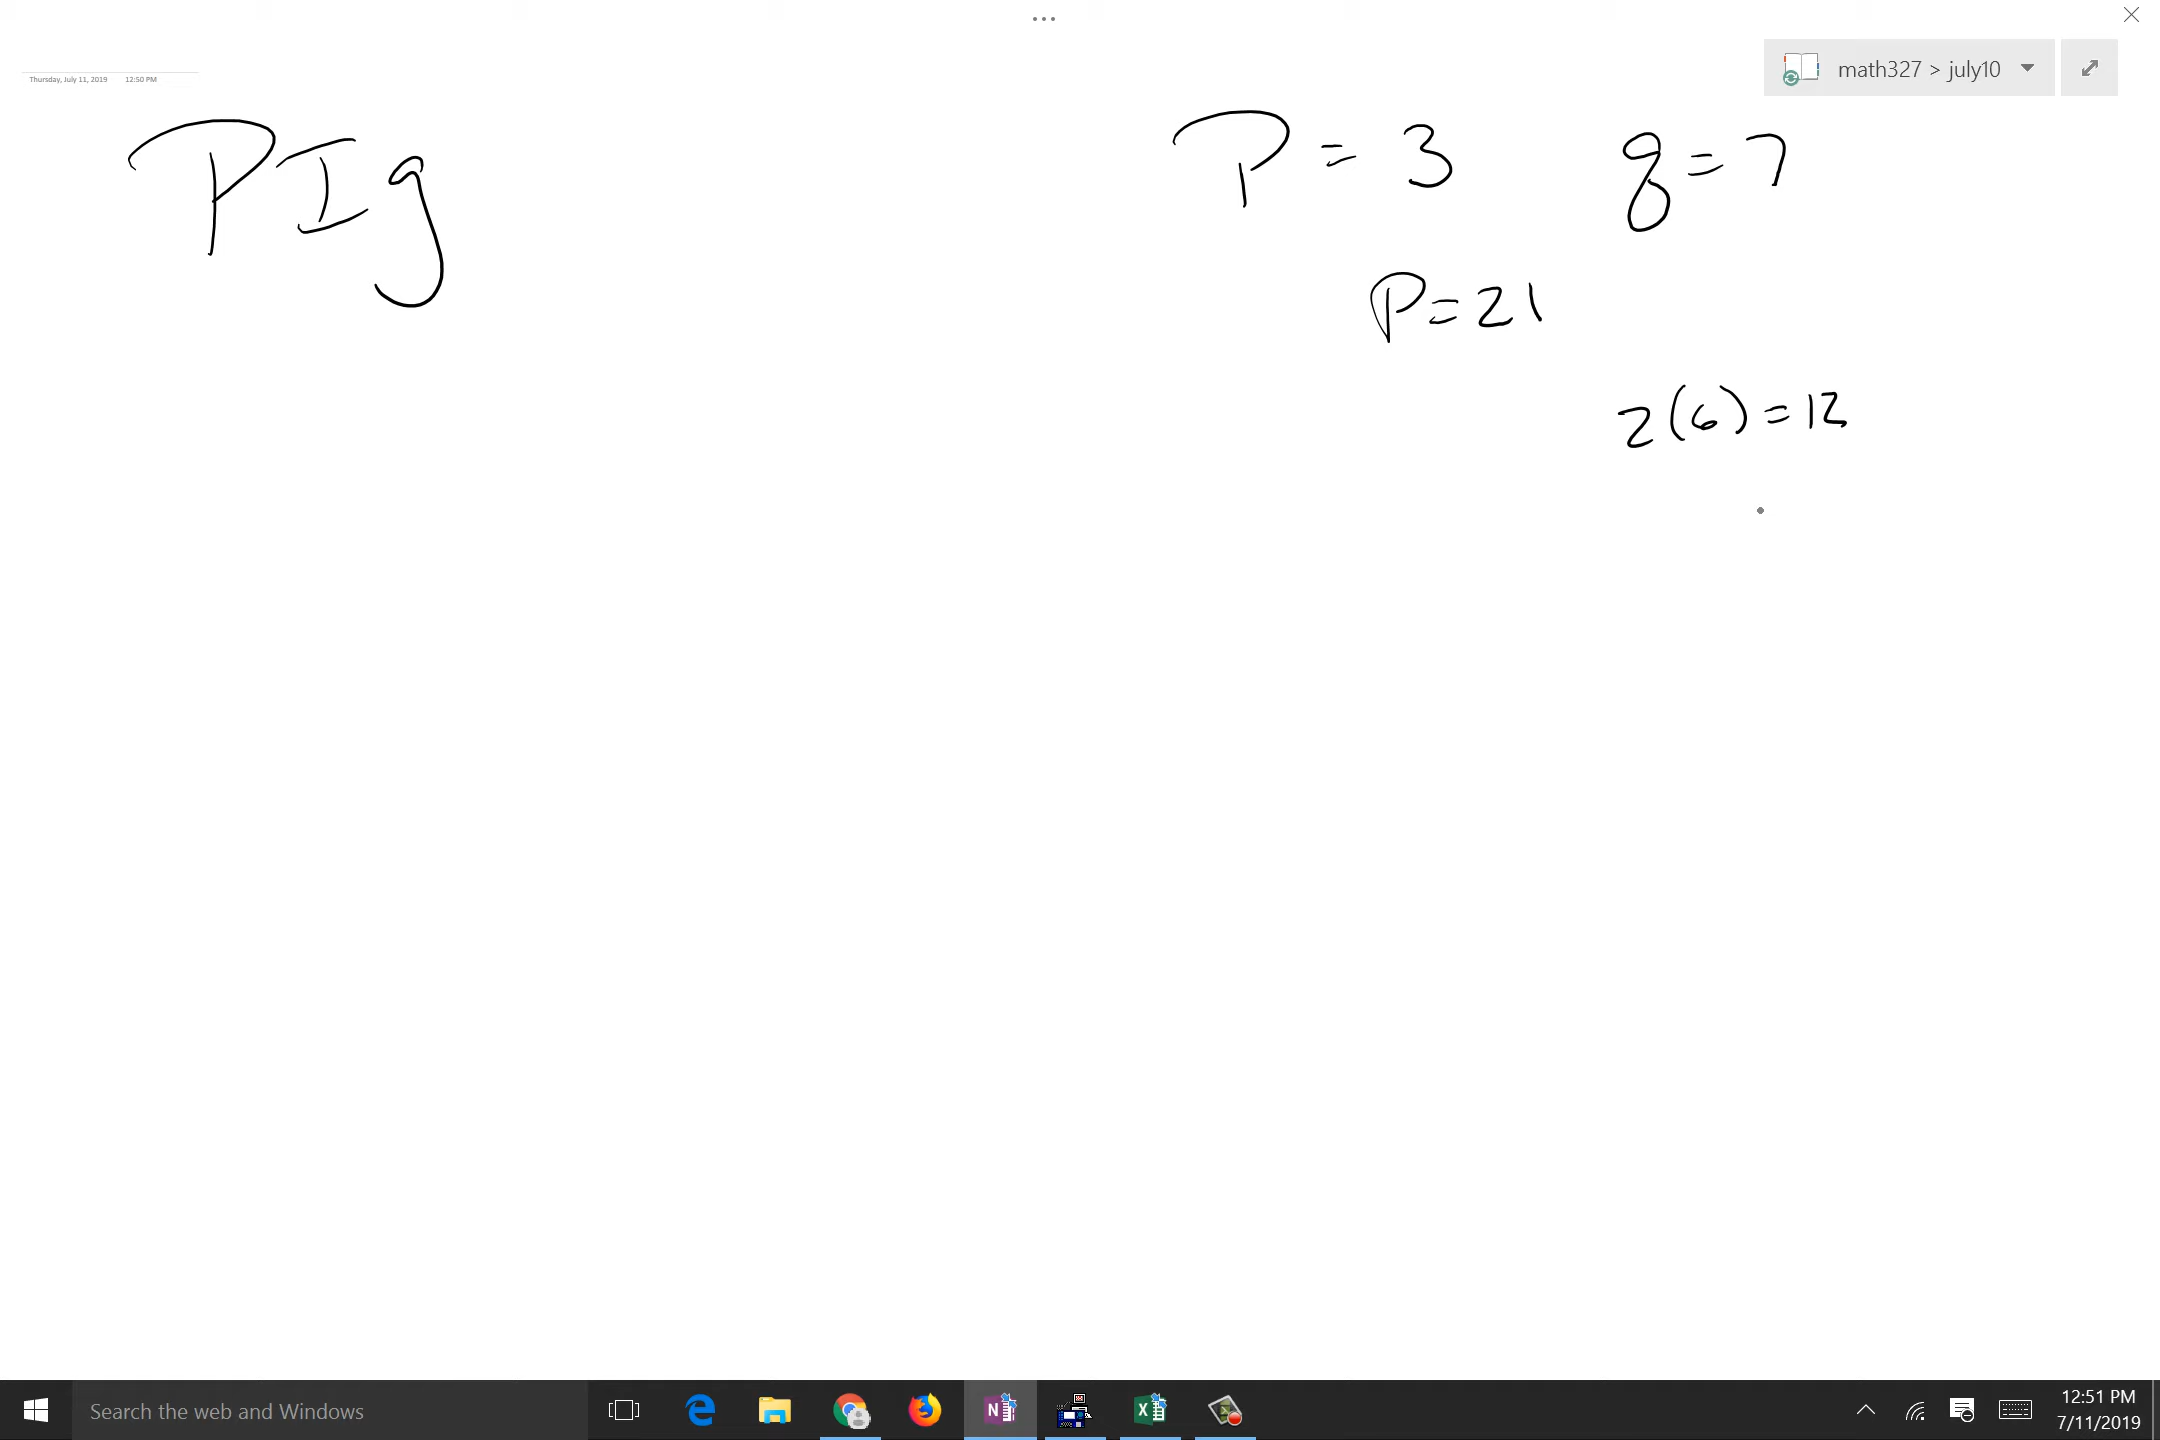 math327 > july10
Thursday, July 11, 2019 12:50 PM
PIg
P = 3 q = 7
P = 21
2(6) = 12
Search the web and Windows
12:51 PM
7/11/2019